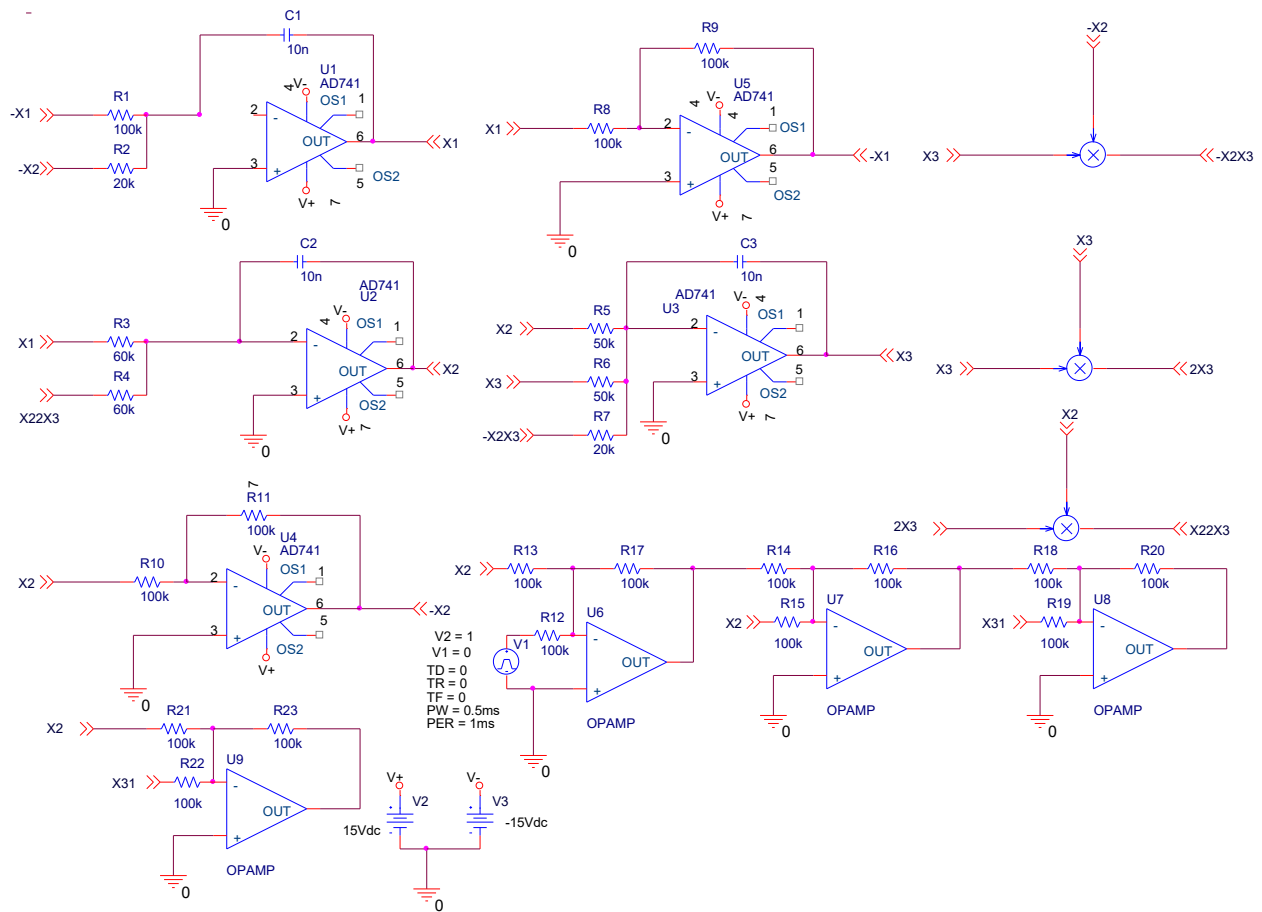 C1
10n
U1
AD741
V-
4
OS1
1
2
-
R1
100k
-X1
OUT
6
X1
R2
20k
-X2
3
+
OS2
5
V+
7
0
R9
100k
U5
AD741
V-
4
4
1
OS1
X1
R8
100k
2
-
OUT
6
-X1
3
+
5
OS2
V+
7
0
-X2
X3
-X2X3
C2
10n
AD741
U2
V-
4
OS1
1
X1
R3
60k
2
-
OUT
6
X2
R4
60k
X22X3
3
+
5
OS2
V+
7
0
C3
10n
AD741
U3
V-
4
OS1
1
X2
R5
50k
2
-
OUT
6
X3
X3
R6
50k
3
+
5
OS2
V+
7
-X2X3
R7
20k
0
X3
X3
2X3
X2
2X3
X22X3
7
R11
100k
U4
AD741
V-
OS1
1
X2
R10
100k
2
-
OUT
6
-X2
3
+
5
OS2
V+
0
X2
R13
100k
R17
100k
R12
100k
V1
V2 = 1
V1 = 0
TD = 0
TR = 0
TF = 0
PW = 0.5ms
PER = 1ms
U6
-
OUT
+
OPAMP
0
R14
100k
R16
100k
X2
R15
100k
U7
-
OUT
+
OPAMP
0
R18
100k
R20
100k
X31
R19
100k
U8
-
OUT
+
OPAMP
0
X2
R21
100k
R23
100k
X31
R22
100k
U9
-
OUT
+
OPAMP
0
V+
V2
+
-
15Vdc
V-
V3
+
-
-15Vdc
0